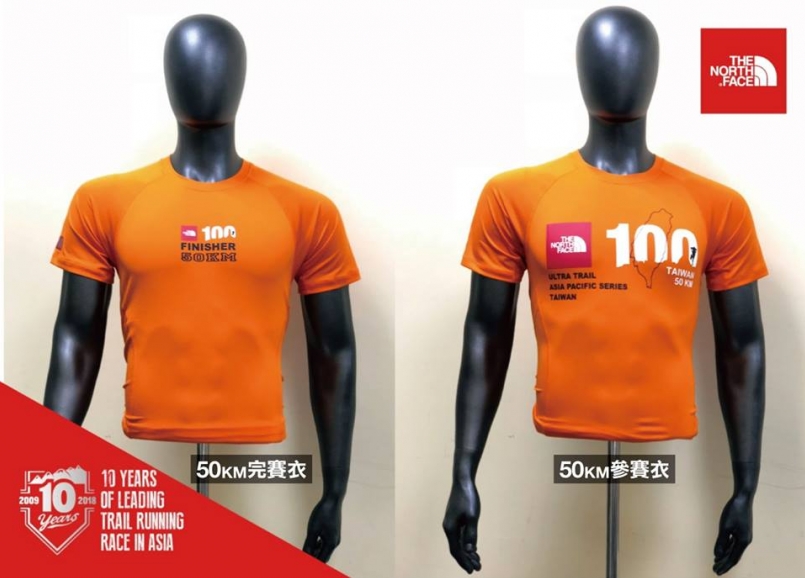 THE
NORTH
FACE
100
FINISHER
50KM
THE
NORTH
FACE
100
ULTRA TRAIL
ASIA PACIFIC SERIES
TAIWAN
TAIWAN
50 KM
50KM完賽衣
50KM參賽衣
2009 10 2018
Years
10 YEARS
OF LEADING
TRAIL RUNNING
RACE IN ASIA